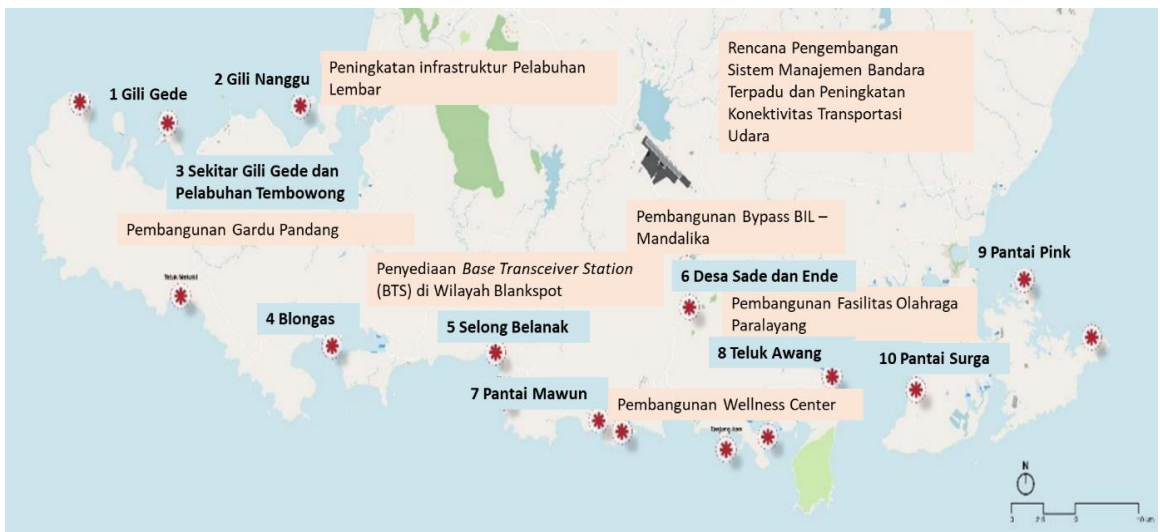 1 Gili Gede
2 Gili Nanggu
Peningkatan infrastruktur Pelabuhan
Lembar
Rencana Pengembangan
Sistem Manajemen Bandara
Terpadu dan Peningkatan
Konektivitas Transportasi
Udara
3 Sekitar Gili Gede dan
Pelabuhan Tembowong
Pembangunan Gardu Pandang
Pembangunan Bypass BIL –
Mandalika
Penyediaan Base Transceiver Station
(BTS) di Wilayah Blankspot
6 Desa Sade dan Ende
9 Pantai Pink
Pembangunan Fasilitas Olahraga
Paralayang
4 Blongas
5 Selong Belanak
8 Teluk Awang
10 Pantai Surga
7 Pantai Mawun
Pembangunan Wellness Center
N